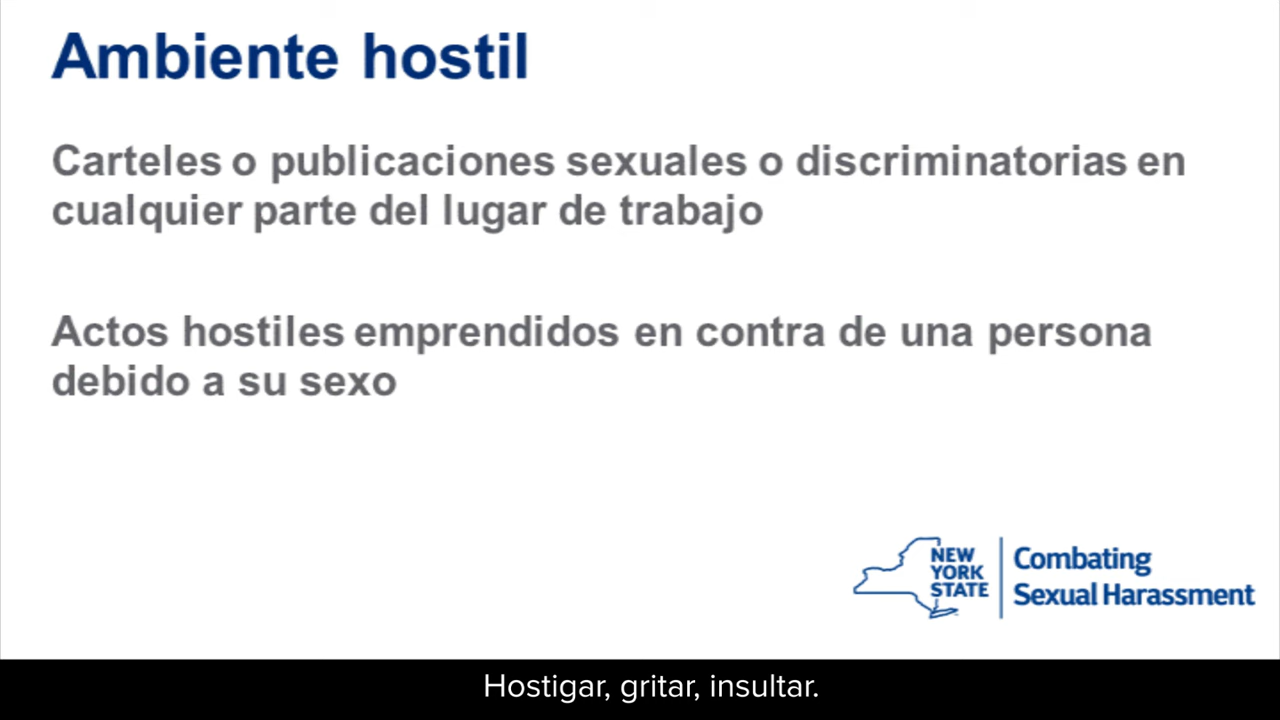 Ambiente hostil
Carteles o publicaciones sexuales o discriminatorias en
cualquier parte del lugar de trabajo
Actos hostiles emprendidos en contra de una persona
debido a su sexo
NEW
YORK
STATE
Combating
Sexual Harassment
Hostigar, gritar, insultar.